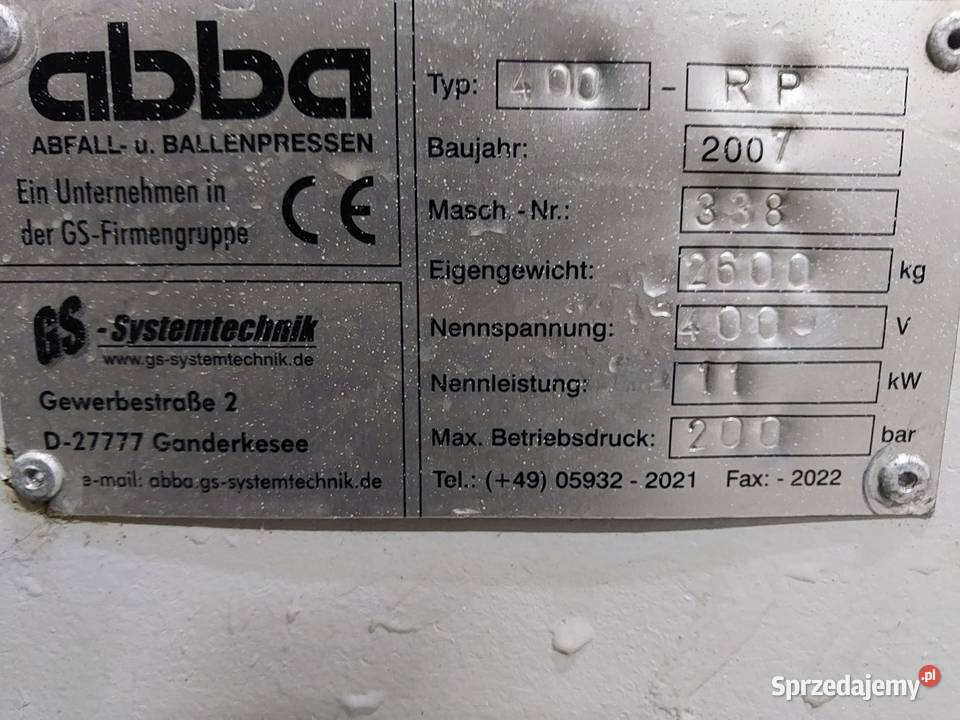 abba
ABFALL- u. BALLENPRESSEN
Ein Unternehmen in
der GS-Firmengruppe
CE
GS -Systemtechnik
www.gs-systemtechnik.de
Gewerbestraße 2
D-27777 Ganderkesee
e-mail: abba.gs-systemtechnik.de
Typ: 400 - RP
Baujahr: 2007
Masch.-Nr.: 338
Eigengewicht: 2600 kg
Nennspannung: 400 V
Nennleistung: 11 kW
Max. Betriebsdruck: 200 bar
Tel.: (+49) 05932 - 2021 Fax: - 2022
Sprzedajemy.pl